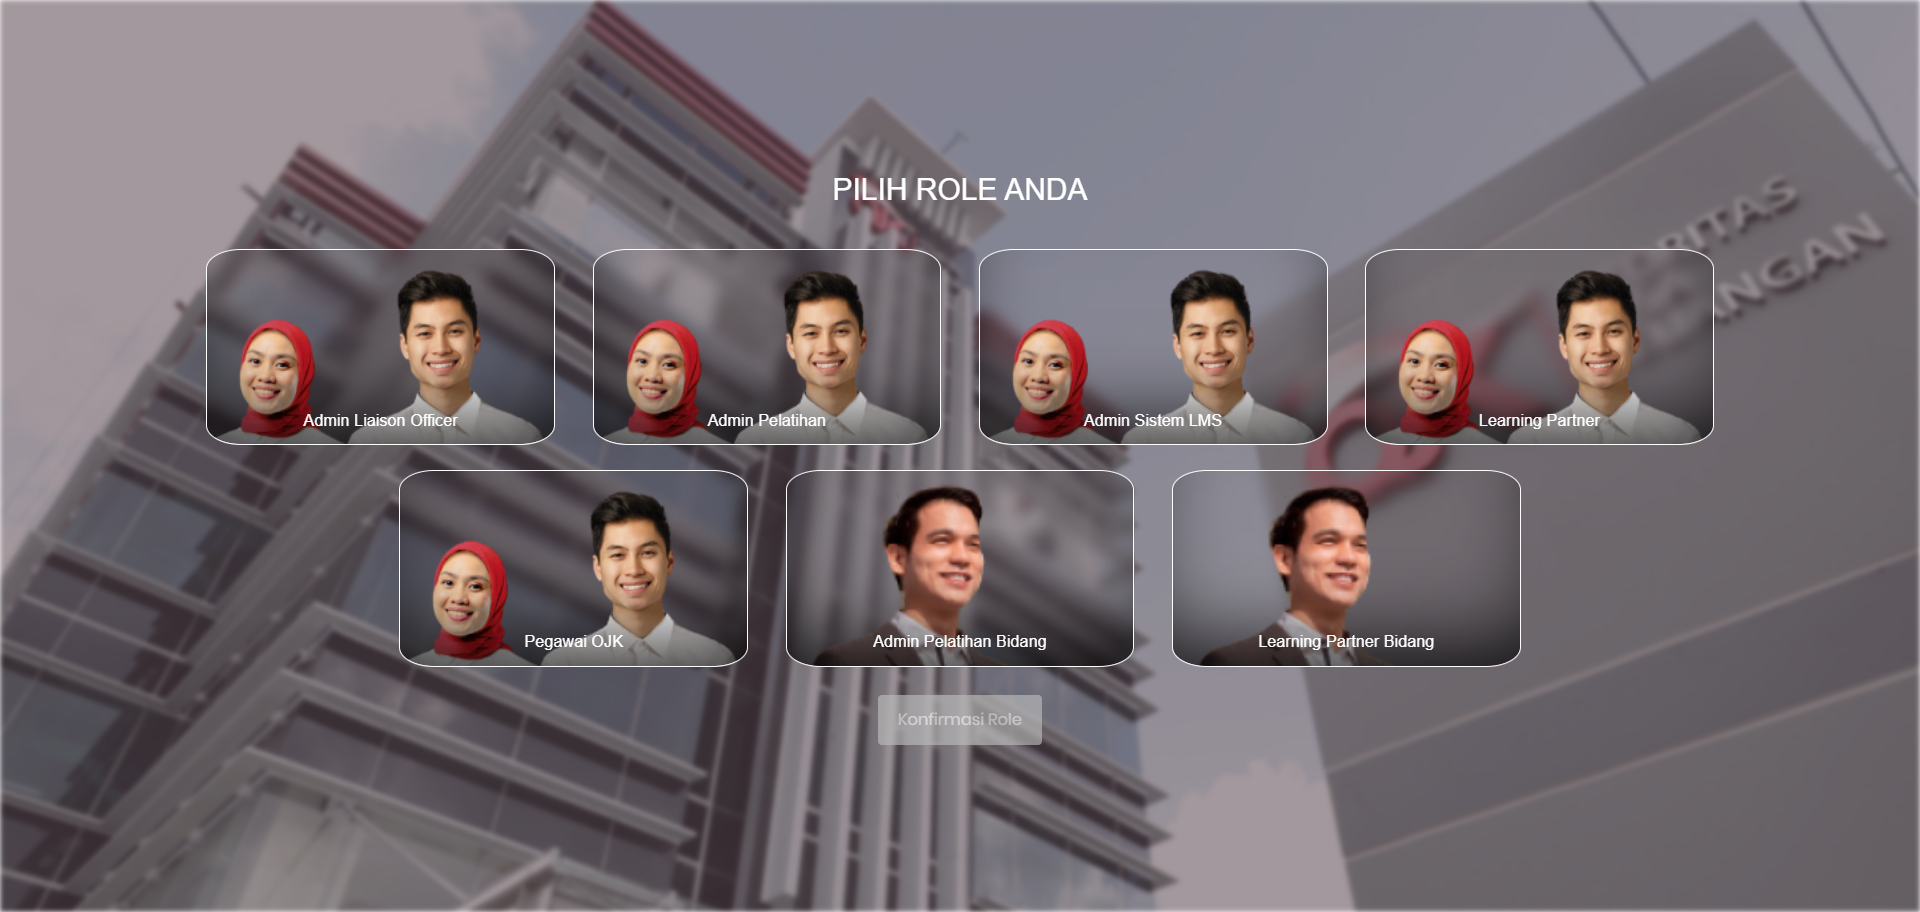 PILIH ROLE ANDA
Admin Liaison Officer
Admin Pelatihan
Admin Sistem LMS
Learning Partner
Pegawai OJK
Admin Pelatihan Bidang
Learning Partner Bidang
Konfirmasi Role